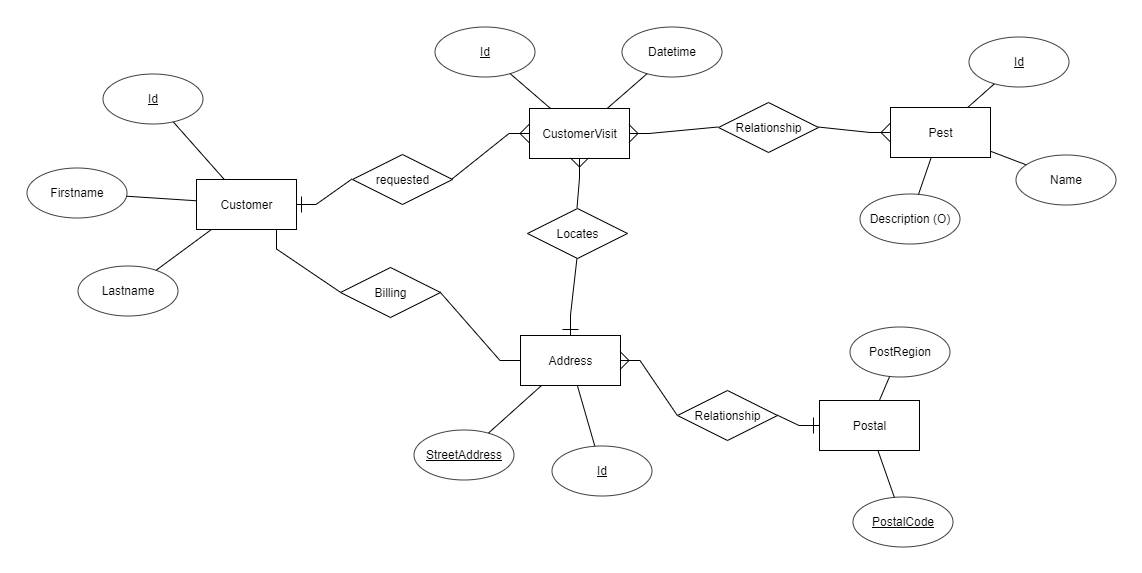 Id
Datetime
Id
Id
CustomerVisit
Relationship
Pest
requested
Name
Firstname
Customer
Description (O)
Locates
Lastname
Billing
PostRegion
Address
Relationship
Postal
StreetAddress
Id
PostalCode